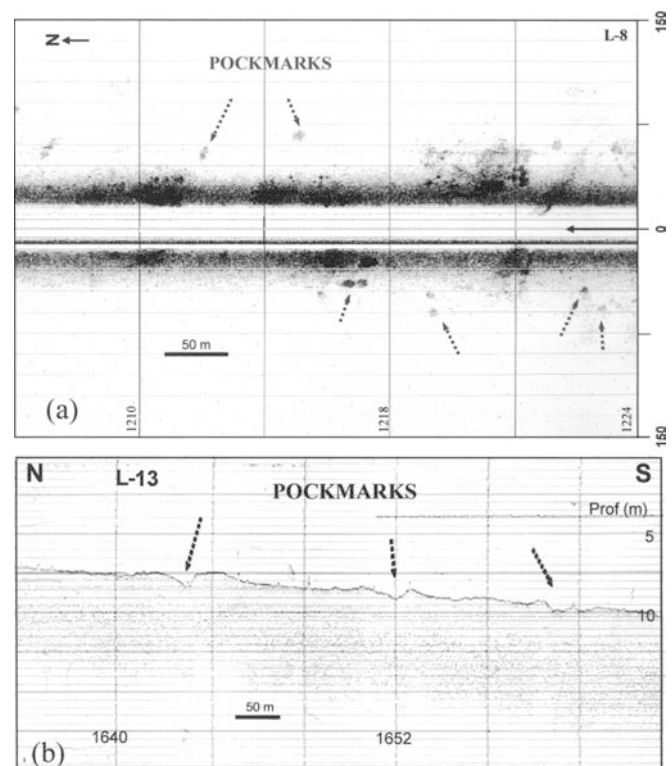 150
N L-8
POCKMARKS
0
50 m
(a)
1210
1218
1224
150
N S
L-13
POCKMARKS
Prof (m)
5
10
50 m
1640
1652
(b)